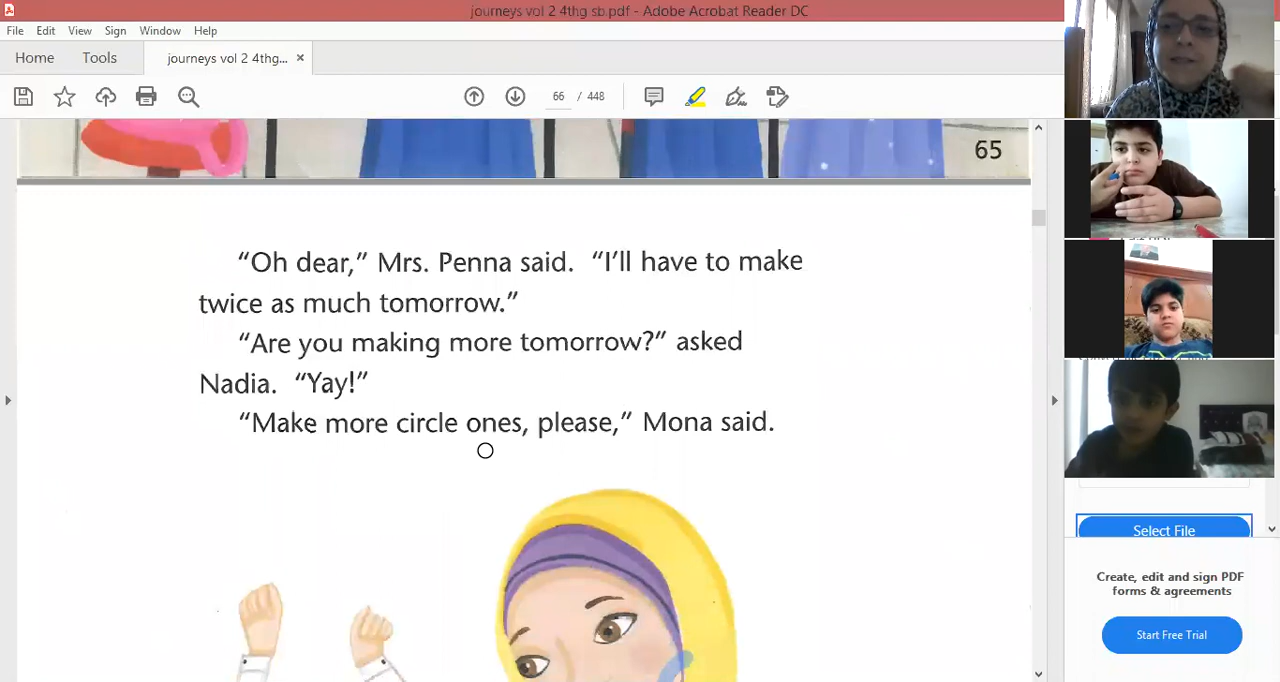 journeys vol 2 4thg sb.pdf - Adobe Acrobat Reader DC
File Edit View Sign Window Help
Home Tools journeys vol 2 4thg... ×
66 / 448
65
“Oh dear,” Mrs. Penna said. “I’ll have to make
twice as much tomorrow.”
“Are you making more tomorrow?” asked
Nadia. “Yay!”
“Make more circle ones, please,” Mona said.
Select File
Create, edit and sign PDF
forms & agreements
Start Free Trial